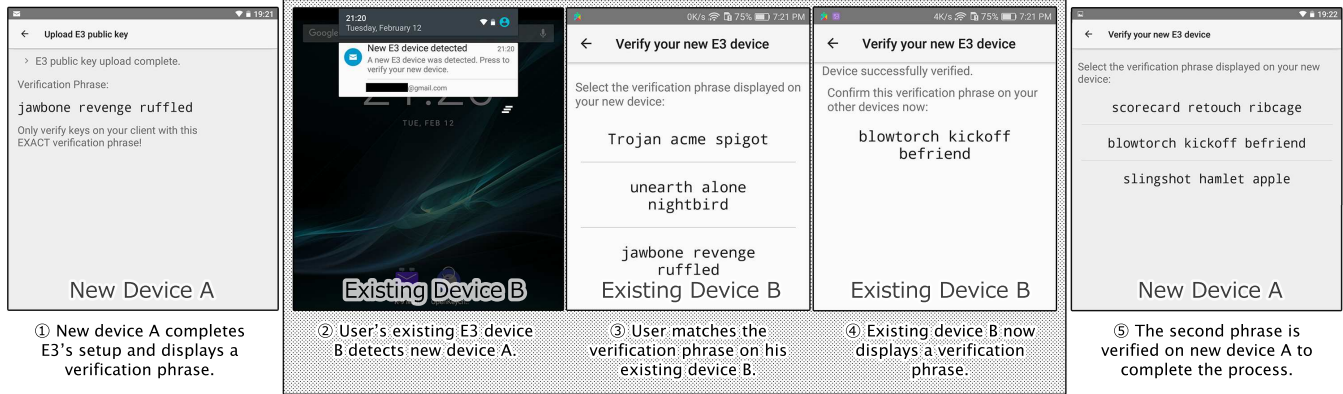 19:21
← Upload E3 public key
> E3 public key upload complete.
Verification Phrase:
jawbone revenge ruffled
Only verify keys on your client with this
EXACT verification phrase!
New Device A
① New device A completes
E3's setup and displays a
verification phrase.
21:20
Tuesday, February 12
Google
New E3 device detected 21:20
A new E3 device was detected. Press to
verify your new device.
@gmail.com
21:20
TUE, FEB 12
Existing Device B
② User's existing E3 device
B detects new device A.
0K/s 75% 7:21 PM
← Verify your new E3 device
Select the verification phrase displayed on
your new device:
Trojan acme spigot
unearth alone
nightbird
jawbone revenge
ruffled
Existing Device B
③ User matches the
verification phrase on his
existing device B.
4K/s 75% 7:21 PM
← Verify your new E3 device
Device successfully verified.
Confirm this verification phrase on your
other devices now:
blowtorch kickoff
befriend
Existing Device B
④ Existing device B now
displays a verification
phrase.
19:22
← Verify your new E3 device
Select the verification phrase displayed on your new
device:
scorecard retouch ribcage
blowtorch kickoff befriend
slingshot hamlet apple
New Device A
⑤ The second phrase is
verified on new device A to
complete the process.